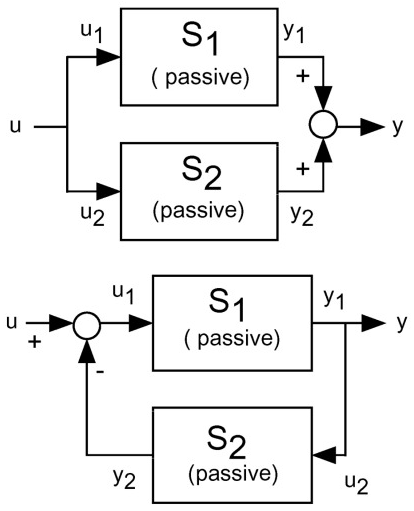 u₁
S₁
( passive)
y₁
+
u
y
u₂
S₂
(passive)
+
y₂
u
+
u₁
S₁
( passive)
y₁
y
-
y₂
S₂
(passive)
u₂